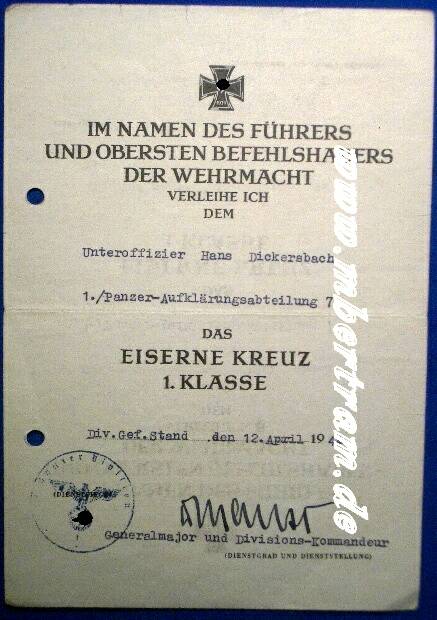 IM NAMEN DES FÜHRERS
UND OBERSTEN BEFEHLSHABERS
DER WEHRMACHT
VERLEIHE ICH
DEM
Unteroffizier Hans Dickersbach
1./Panzer-Aufklärungsabteilung 7
DAS
EISERNE KREUZ
1. KLASSE
Div.Gef.Stand ,den 12.April 194
(DIENSTSIEGEL)
Generalmajor und Divisions-Kommandeur
(DIENSTGRAD UND DIENSTSTELLUNG)
www.mbertram.de